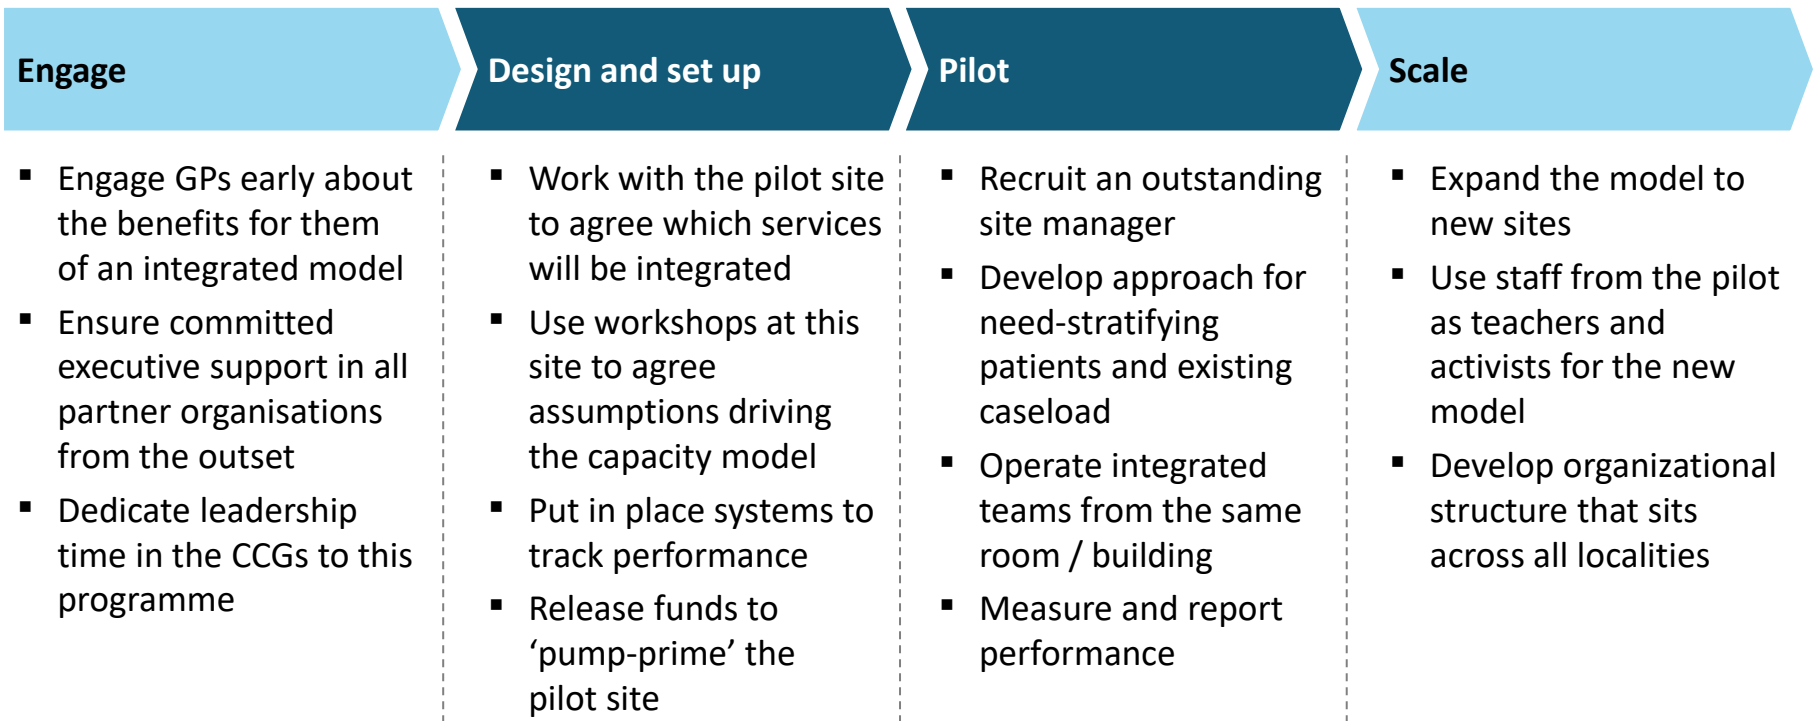 Engage
Design and set up
Pilot
Scale
▪ Engage GPs early about
the benefits for them
of an integrated model
▪ Ensure committed
executive support in all
partner organisations
from the outset
▪ Dedicate leadership
time in the CCGs to this
programme
▪ Work with the pilot site
to agree which services
will be integrated
▪ Use workshops at this
site to agree
assumptions driving
the capacity model
▪ Put in place systems to
track performance
▪ Release funds to
‘pump-prime’ the
pilot site
▪ Recruit an outstanding
site manager
▪ Develop approach for
need-stratifying
patients and existing
caseload
▪ Operate integrated
teams from the same
room / building
▪ Measure and report
performance
▪ Expand the model to
new sites
▪ Use staff from the pilot
as teachers and
activists for the new
model
▪ Develop organizational
structure that sits
across all localities